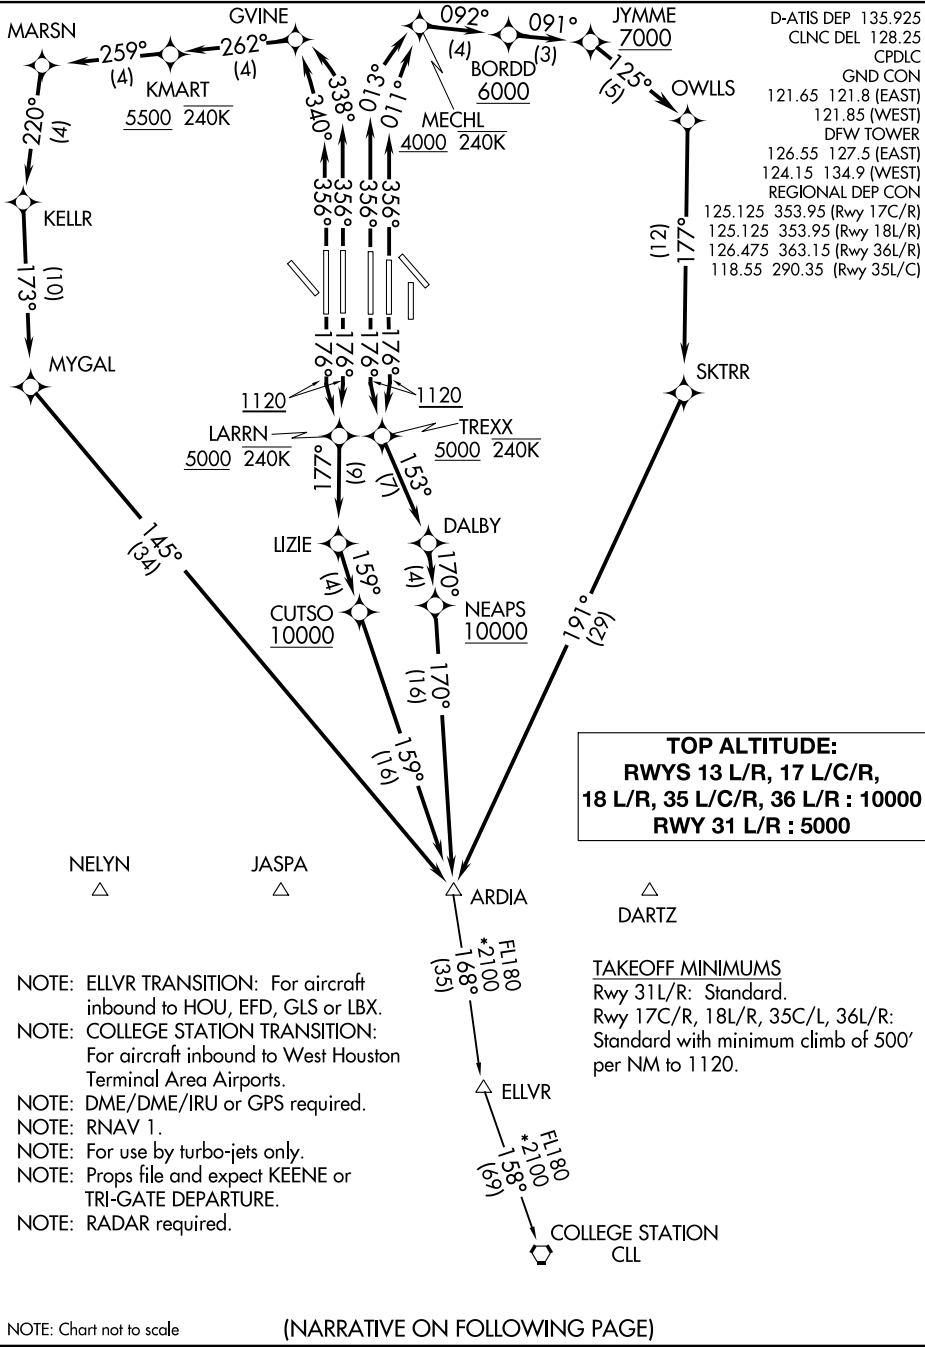 MARSN
GVINE
092°
(4)
091°
(3)
JYMME
7000
D-ATIS DEP 135.925
CLNC DEL 128.25
CPDLC
GND CON
121.65 121.8 (EAST)
121.85 (WEST)
DFW TOWER
126.55 127.5 (EAST)
124.15 134.9 (WEST)
REGIONAL DEP CON
125.125 353.95 (Rwy 17C/R)
125.125 353.95 (Rwy 18L/R)
126.475 363.15 (Rwy 36L/R)
118.55 290.35 (Rwy 35L/C)
259°
(4)
262°
(4)
KMART
5500 240K
BORDD
6000
MECHL
4000 240K
125°
(5)
OWLLS
220°
(4)
340°
338°
013°
011°
356°
356°
356°
356°
KELLR
177°
(12)
173°
(10)
176°
176°
176°
176°
MYGAL
SKTRR
1120
1120
LARRN
5000 240K
TREXX
5000 240K
177°
(9)
153°
(7)
LIZIE
DALBY
145°
(34)
159°
(4)
170°
(4)
CUTSO
10000
NEAPS
10000
191°
(29)
170°
(16)
159°
(16)
TOP ALTITUDE:
RWYS 13 L/R, 17 L/C/R,
18 L/R, 35 L/C/R, 36 L/R : 10000
RWY 31 L/R : 5000
NELYN
JASPA
ARDIA
DARTZ
FL180
*2100
168°
(35)
NOTE: ELLVR TRANSITION: For aircraft
inbound to HOU, EFD, GLS or LBX.
NOTE: COLLEGE STATION TRANSITION:
For aircraft inbound to West Houston
Terminal Area Airports.
NOTE: DME/DME/IRU or GPS required.
NOTE: RNAV 1.
NOTE: For use by turbo-jets only.
NOTE: Props file and expect KEENE or
TRI-GATE DEPARTURE.
NOTE: RADAR required.
TAKEOFF MINIMUMS
Rwy 31L/R: Standard.
Rwy 17C/R, 18L/R, 35C/L, 36L/R:
Standard with minimum climb of 500'
per NM to 1120.
ELLVR
FL180
*2100
158°
(69)
COLLEGE STATION
CLL
NOTE: Chart not to scale
(NARRATIVE ON FOLLOWING PAGE)